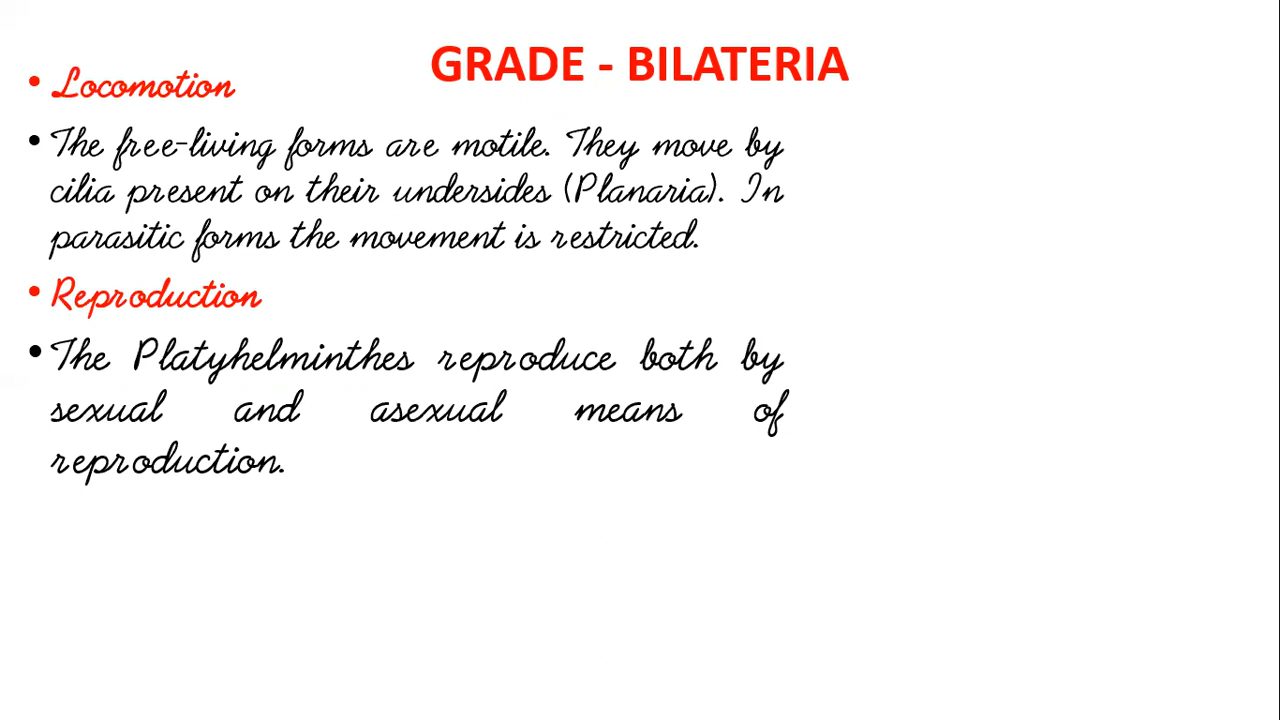 GRADE - BILATERIA
• Locomotion
• The free-living forms are motile. They move by
cilia present on their undersides (Planaria). In
parasitic forms the movement is restricted.
• Reproduction
• The Platyhelminthes reproduce both by
sexual and asexual means of
reproduction.